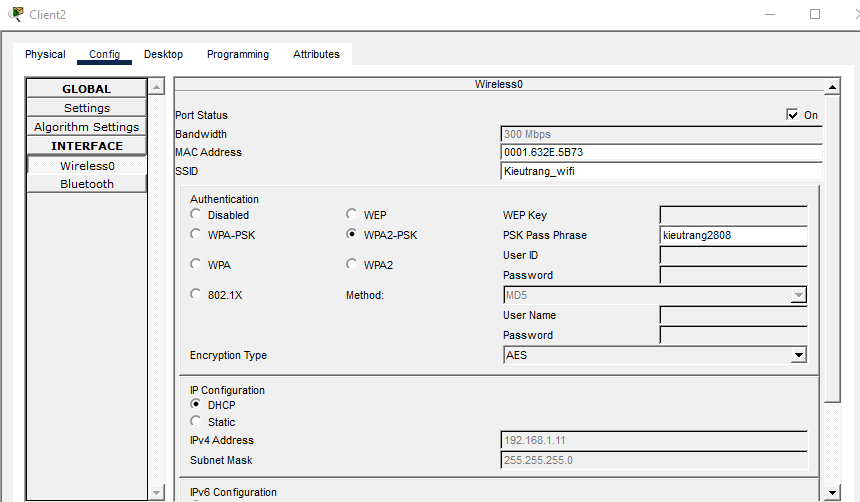 Client2
Physical Config Desktop Programming Attributes
GLOBAL
Settings
Algorithm Settings
INTERFACE
Wireless0
Bluetooth
Wireless0
Port Status On
Bandwidth 300 Mbps
MAC Address 0001.632E.5B73
SSID Kieutrang_wifi
Authentication
Disabled WEP WEP Key
WPA-PSK WPA2-PSK PSK Pass Phrase kieutrang2808
User ID
WPA WPA2
Password
802.1X Method: MD5
User Name
Password
Encryption Type AES
IP Configuration
DHCP
Static
IPv4 Address 192.168.1.11
Subnet Mask 255.255.255.0
IPv6 Configuration